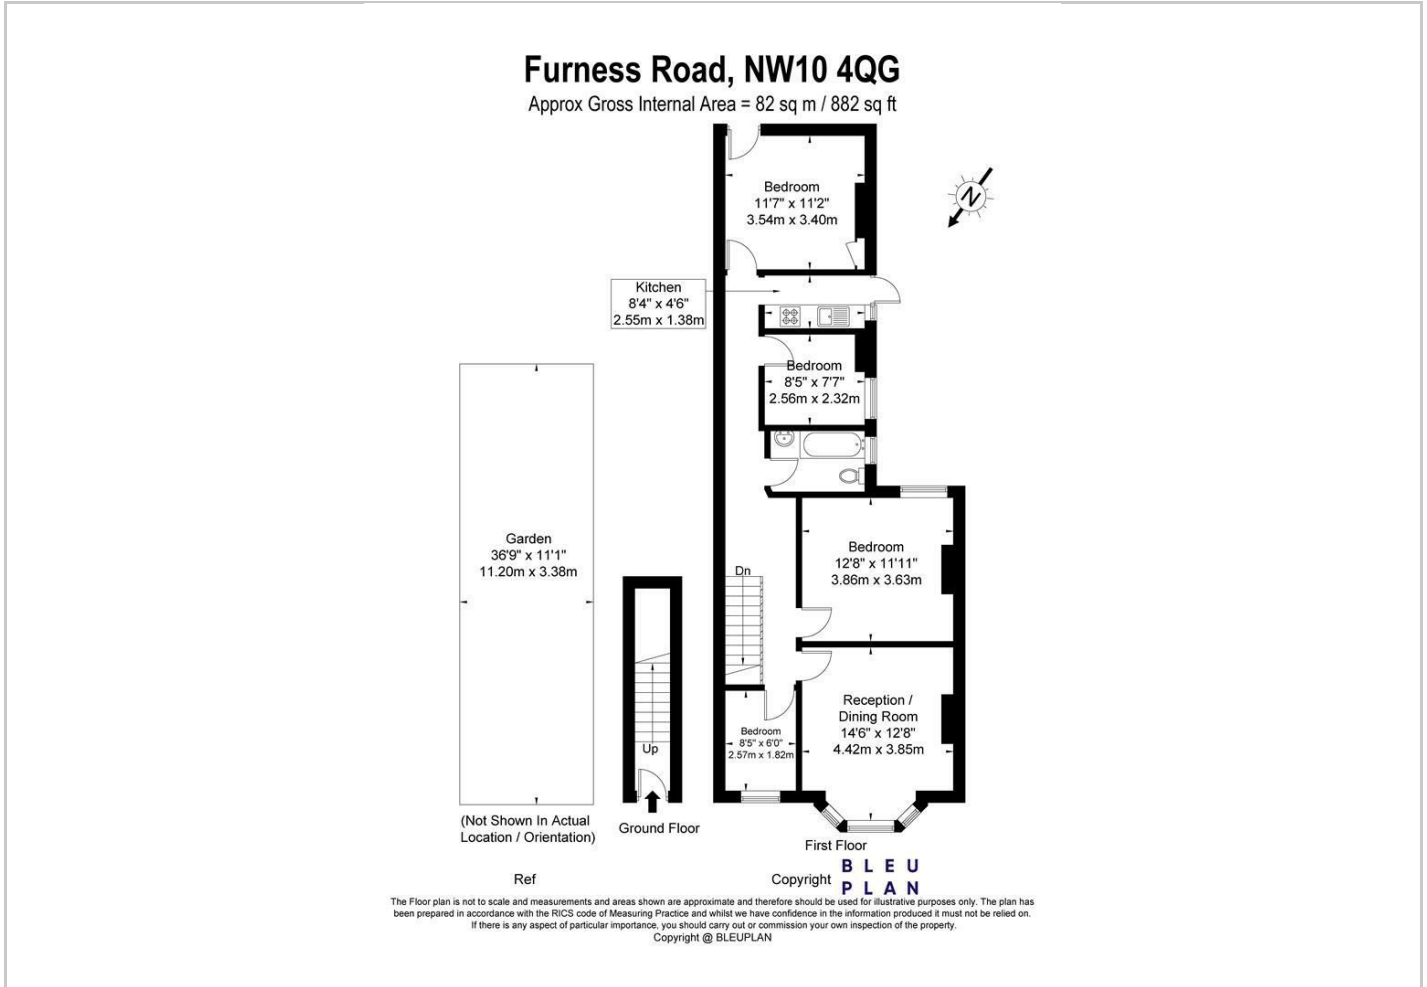 Furness Road, NW10 4QG
Approx Gross Internal Area = 82 sq m / 882 sq ft
Bedroom
11'7" x 11'2"
3.54m x 3.40m
N
Kitchen
8'4" x 4'6"
2.55m x 1.38m
Bedroom
8'5" x 7'7"
2.56m x 2.32m
Garden
36'9" x 11'1"
11.20m x 3.38m
Bedroom
12'8" x 11'11"
3.86m x 3.63m
Dn
Reception /
Dining Room
14'6" x 12'8"
4.42m x 3.85m
Bedroom
8'5" x 6'0"
2.57m x 1.82m
Up
(Not Shown In Actual
Location / Orientation)
Ground Floor
First Floor
Ref
Copyright
BLEU
PLAN
The Floor plan is not to scale and measurements and areas shown are approximate and therefore should be used for illustrative purposes only. The plan has
been prepared in accordance with the RICS code of Measuring Practice and whilst we have confidence in the information produced it must not be relied on.
If there is any aspect of particular importance, you should carry out or commission your own inspection of the property.
Copyright @ BLEUPLAN